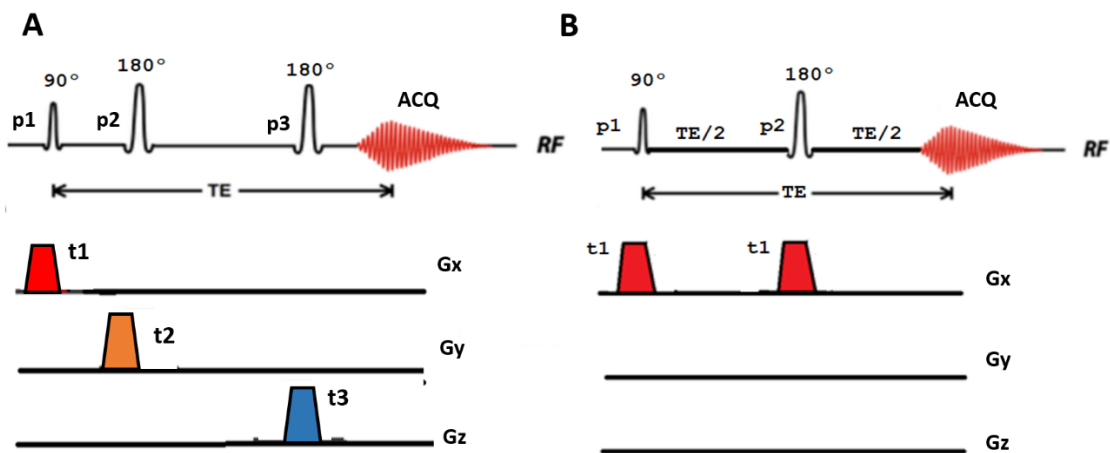 A
90°
180°
180°
ACQ
p1
p2
p3
RF
TE
t1
Gx
t2
Gy
t3
Gz
B
90°
180°
ACQ
p1
TE/2
p2
TE/2
RF
TE
t1
t1
Gx
Gy
Gz